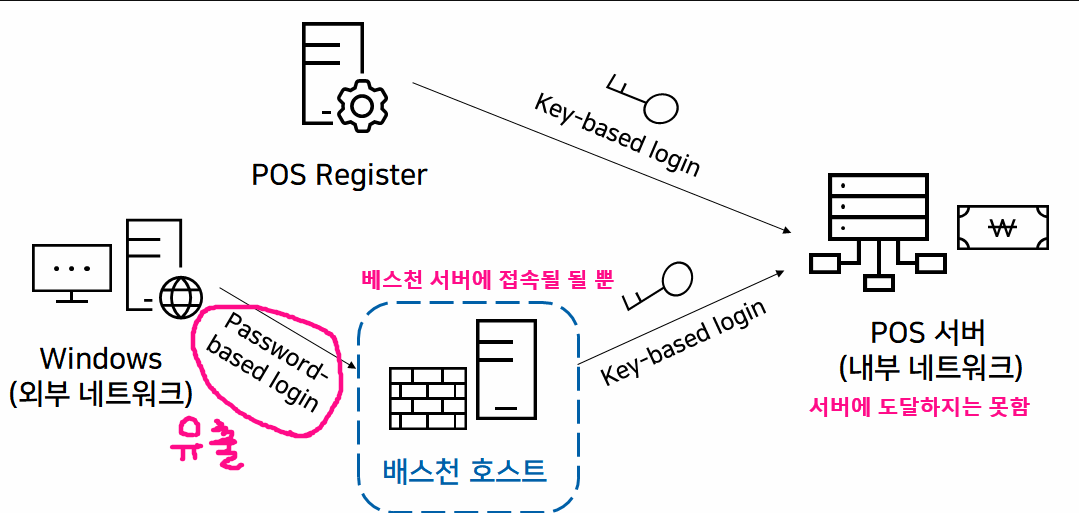 Key-based login
POS Register
베스천 서버에 접속될 될 뿐
Password-
based login
Key-based login
Windows
(외부 네트워크)
유출
POS 서버
(내부 네트워크)
서버에 도달하지는 못함
배스천 호스트